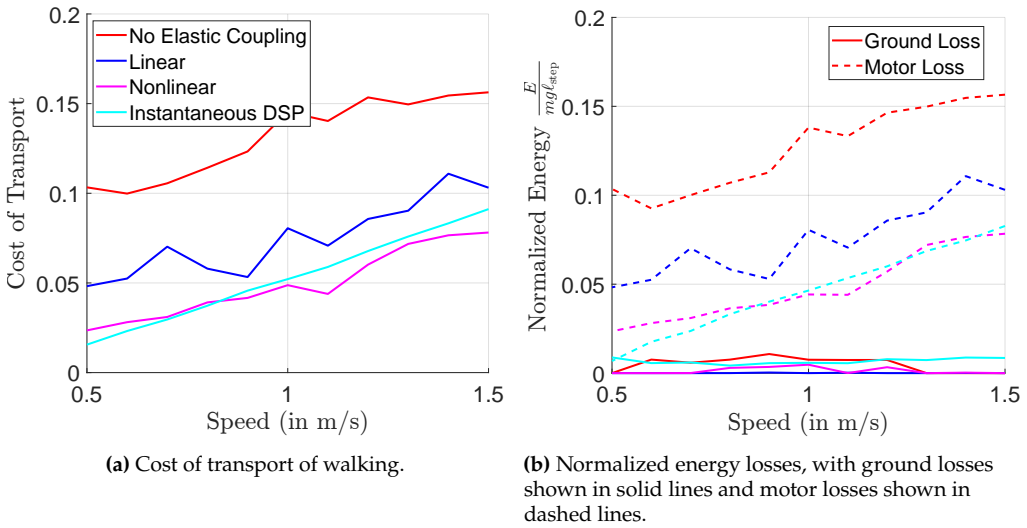 0.2
0.15
0.1
0.05
0
0.5
1
1.5
Cost of Transport
Speed (in m/s)
No Elastic Coupling
Linear
Nonlinear
Instantaneous DSP
(a) Cost of transport of walking.
0.2
0.15
0.1
0.05
0
0.5
1
1.5
Normalized Energy E/mgℓstep
Speed (in m/s)
Ground Loss
Motor Loss
(b) Normalized energy losses, with ground losses
shown in solid lines and motor losses shown in
dashed lines.